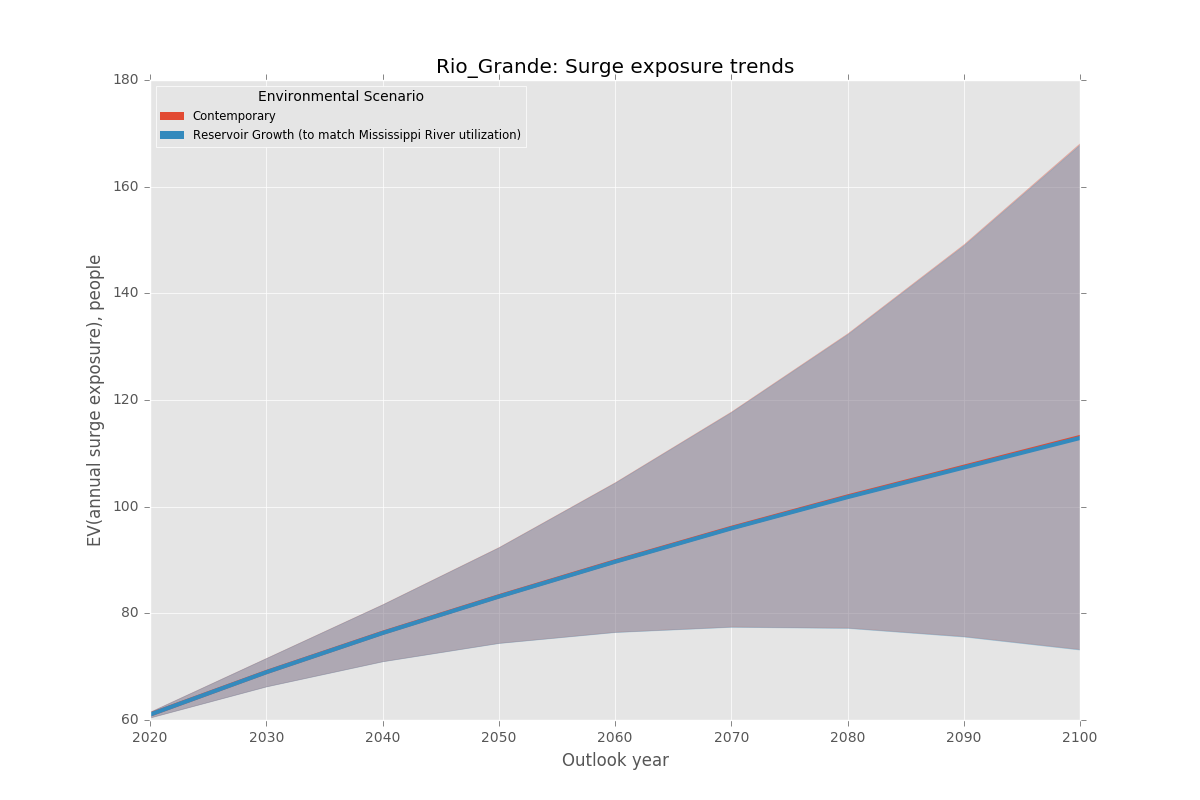 Rio_Grande: Surge exposure trends
Environmental Scenario
Contemporary
Reservoir Growth (to match Mississippi River utilization)
EV(annual surge exposure), people
180
160
140
120
100
80
60
2020 2030 2040 2050 2060 2070 2080 2090 2100
Outlook year